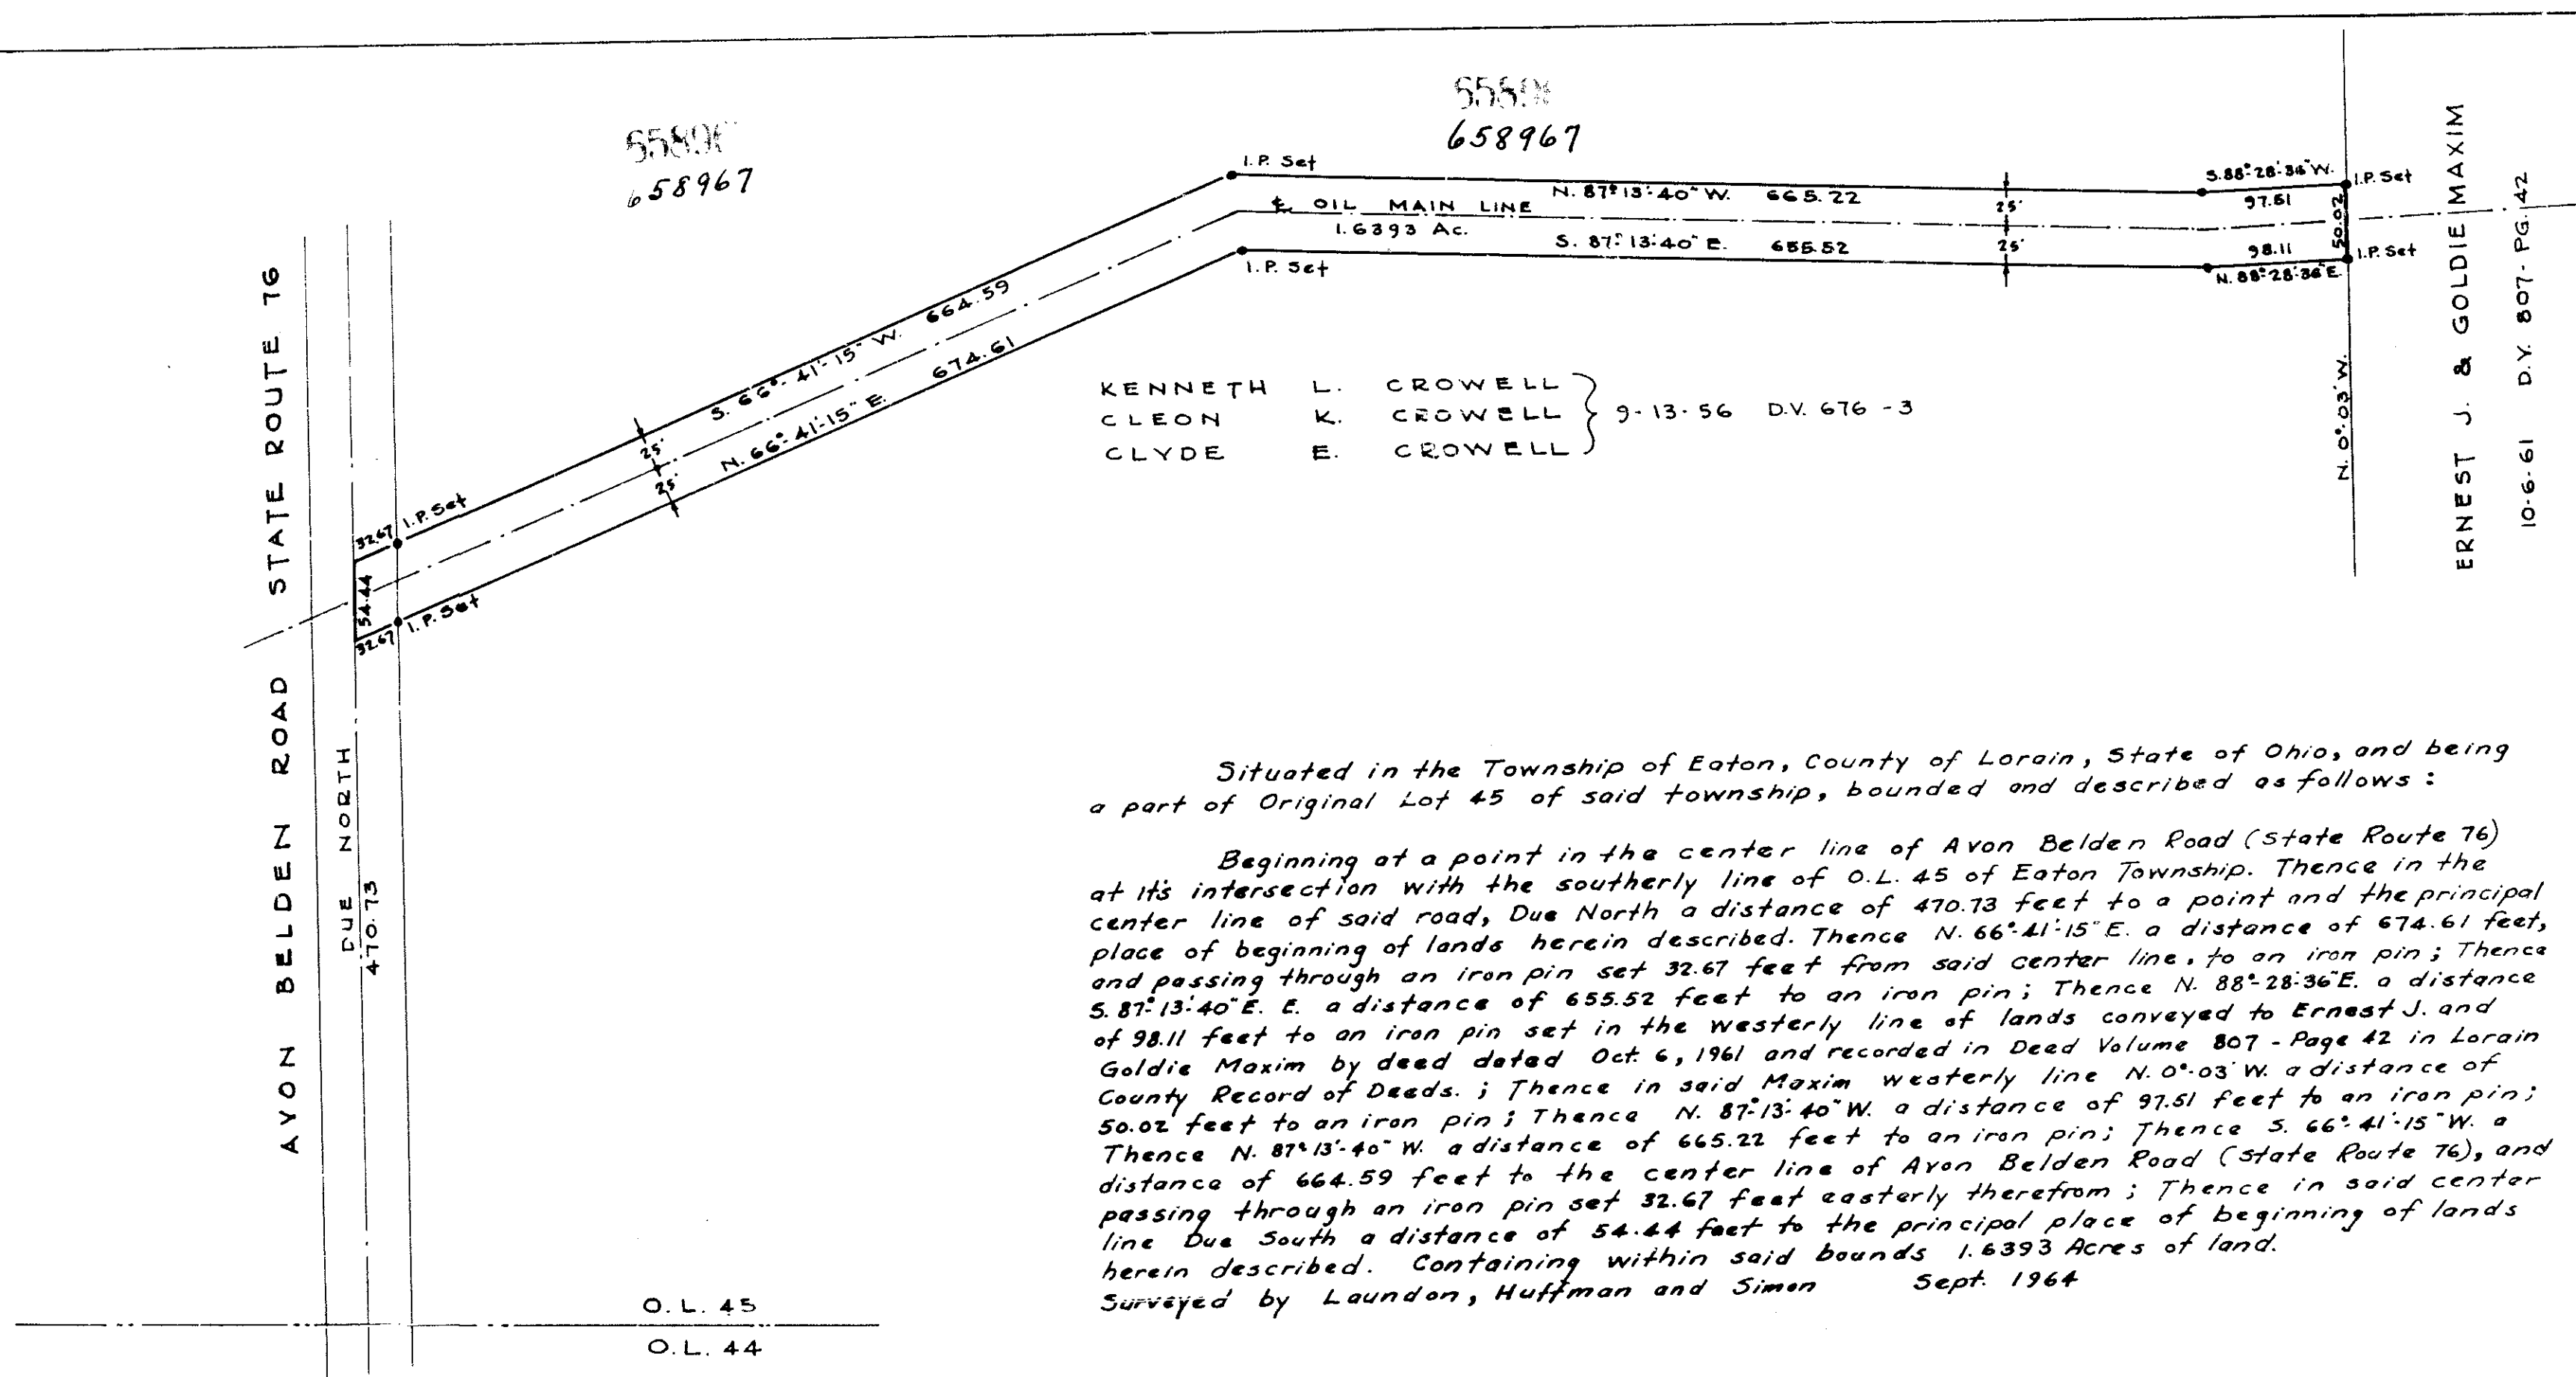 658967
658967
I.P. Set
N. 87°-13'-40" W. 665.22
S. 88°-28'-36" W.
I.P. Set
97.51
℄ OIL MAIN LINE
1.6393 Ac.
25'
25'
50.02
S. 87°-13'-40" E. 655.52
98.11
I.P. Set
N. 88°-28'-36" E.
I.P. Set
S. 66°-41'-15" W. 664.59
N. 66°-41'-15" E. 674.61
25'
25'
32.67 I.P. Set
54.44
32.67 I.P. Set
AVON BELDEN ROAD STATE ROUTE 76
DUE NORTH
470.73
KENNETH L. CROWELL
CLEON K. CROWELL
CLYDE E. CROWELL
9-13-56 D.V. 676-3
N. 0°-03' W.
ERNEST J. & GOLDIE MAXIM
10-6-61 D.V. 807-PG. 42
Situated in the Township of Eaton, County of Lorain, State of Ohio, and being
a part of Original Lot 45 of said township, bounded and described as follows :
Beginning at a point in the center line of Avon Belden Road (State Route 76)
at it's intersection with the southerly line of O.L. 45 of Eaton Township. Thence in the
center line of said road, Due North a distance of 470.73 feet to a point and the principal
place of beginning of lands herein described. Thence N. 66°-41'-15" E. a distance of 674.61 feet,
and passing through an iron pin set 32.67 feet from said center line, to an iron pin ; Thence
S. 87°-13'-40" E. E. a distance of 655.52 feet to an iron pin ; Thence N. 88°-28'-36" E. a distance
of 98.11 feet to an iron pin set in the westerly line of lands conveyed to Ernest J. and
Goldie Maxim by deed dated Oct. 6, 1961 and recorded in Deed Volume 807 - Page 42 in Lorain
County Record of Deeds. ; Thence in said Maxim westerly line N. 0°-03' W. a distance of
50.02 feet to an iron pin ; Thence N. 87°-13'-40" W. a distance of 97.51 feet to an iron pin ;
Thence N. 87°-13'-40" W. a distance of 665.22 feet to an iron pin ; Thence S. 66°-41'-15" W. a
distance of 664.59 feet to the center line of Avon Belden Road (State Route 76), and
passing through an iron pin set 32.67 feet easterly therefrom ; Thence in said center
line Due South a distance of 54.44 feet to the principal place of beginning of lands
herein described. Containing within said bounds 1.6393 Acres of land.
Surveyed by Laundon, Huffman and Simon Sept. 1964
O.L. 45
O.L. 44